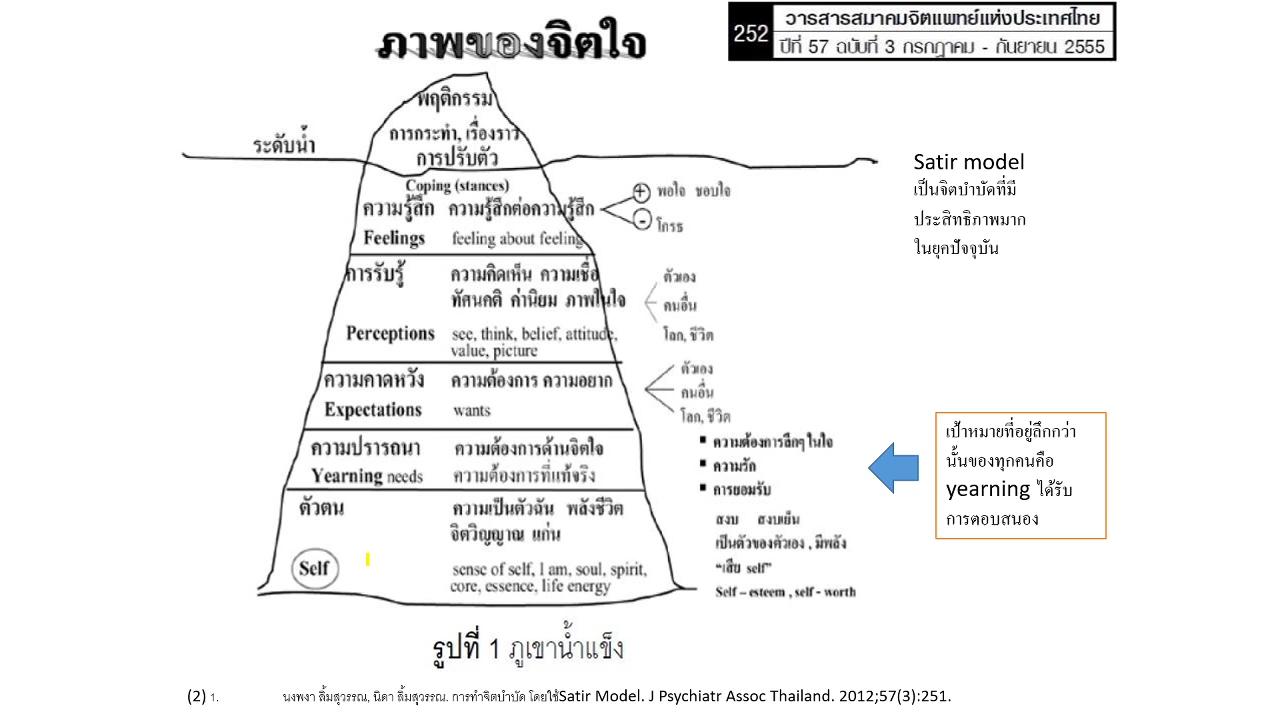 ภาพของจิตใจ
252 วารสารสมาคมจิตแพทย์แห่งประเทศไทย
ปีที่ 57 ฉบับที่ 3 กรกฎาคม - กันยายน 2555
พฤติกรรม
การกระทำ, เรื่องราว
ระดับน้ำ
การปรับตัว
Coping (stances)
ความรู้สึก ความรู้สึกต่อความรู้สึก
+ พอใจ ชอบใจ
- โกรธ
Feelings feeling about feeling
การรับรู้ ความคิดเห็น ความเชื่อ
ทัศนคติ ค่านิยม ภาพในใจ
ตัวเอง
คนอื่น
โลก, ชีวิต
Perceptions see, think, belief, attitude,
value, picture
ความคาดหวัง ความต้องการ ความอยาก
Expectations wants
ตัวเอง
คนอื่น
โลก, ชีวิต
ความปรารถนา ความต้องการด้านจิตใจ
Yearning needs ความต้องการที่แท้จริง
▪ ความต้องการลึกๆ ในใจ
▪ ความรัก
▪ การยอมรับ
ตัวตน ความเป็นตัวฉัน พลังชีวิต
จิตวิญญาณ แก่น
Self sense of self, I am, soul, spirit,
core, essence, life energy
สงบ สงบเย็น
เป็นตัวของตัวเอง , มีพลัง
“เสีย self”
Self – esteem , self - worth
รูปที่ 1 ภูเขาน้ำแข็ง
Satir model
เป็นจิตบำบัดที่มี
ประสิทธิภาพมาก
ในยุคปัจจุบัน
เป้าหมายที่อยู่ลึกกว่า
นั้นของทุกคนคือ
yearning ได้รับ
การตอบสนอง
(2) 1. นงพงา ลิ้มสุวรรณ, นิดา ลิ้มสุวรรณ. การทำจิตบำบัด โดยใช้Satir Model. J Psychiatr Assoc Thailand. 2012;57(3):251.